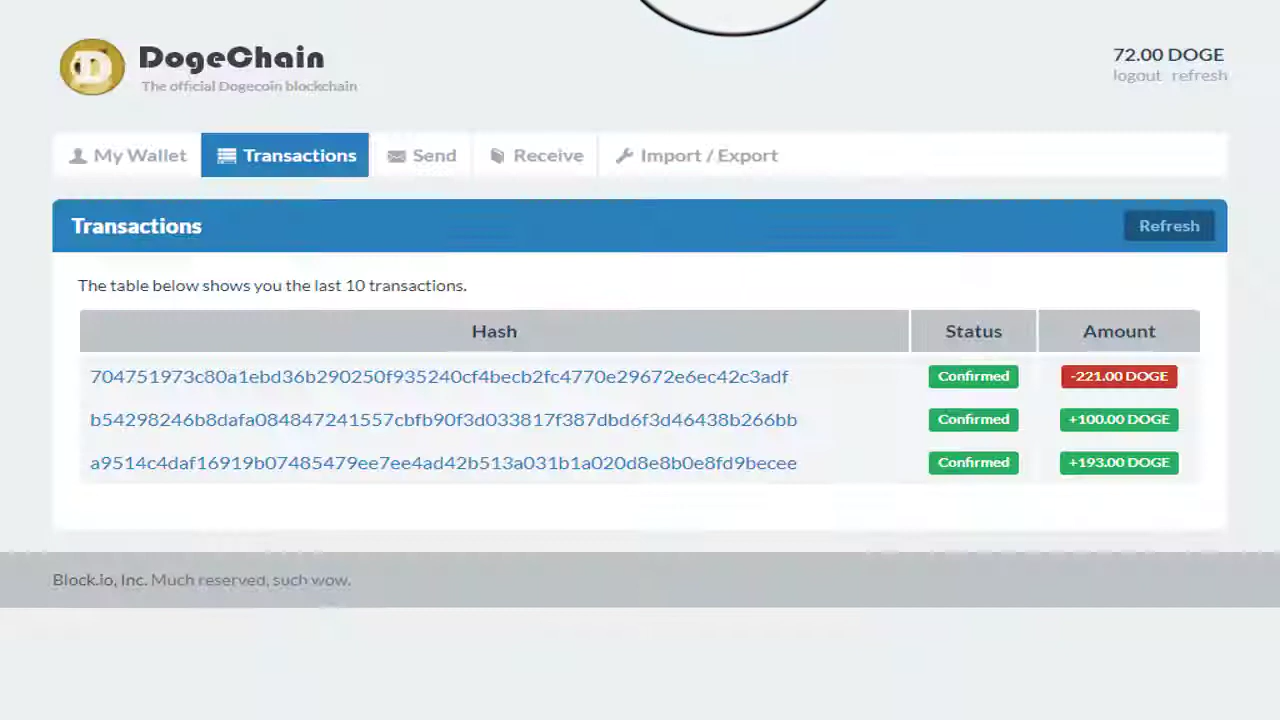 DogeChain
The official Dogecoin blockchain
72.00 DOGE
logout refresh
My Wallet Transactions Send Receive Import / Export
Transactions
Refresh
The table below shows you the last 10 transactions.
Hash Status Amount
704751973c80a1ebd36b290250f935240cf4becb2fc4770e29672e6ec42c3adf Confirmed -221.00 DOGE
b54298246b8dafa084847241557cbfb90f3d033817f387dbd6f3d46438b266bb Confirmed +100.00 DOGE
a9514c4daf16919b07485479ee7ee4ad42b513a031b1a020d8e8b0e8fd9becee Confirmed +193.00 DOGE
Block.io, Inc. Much reserved, such wow.